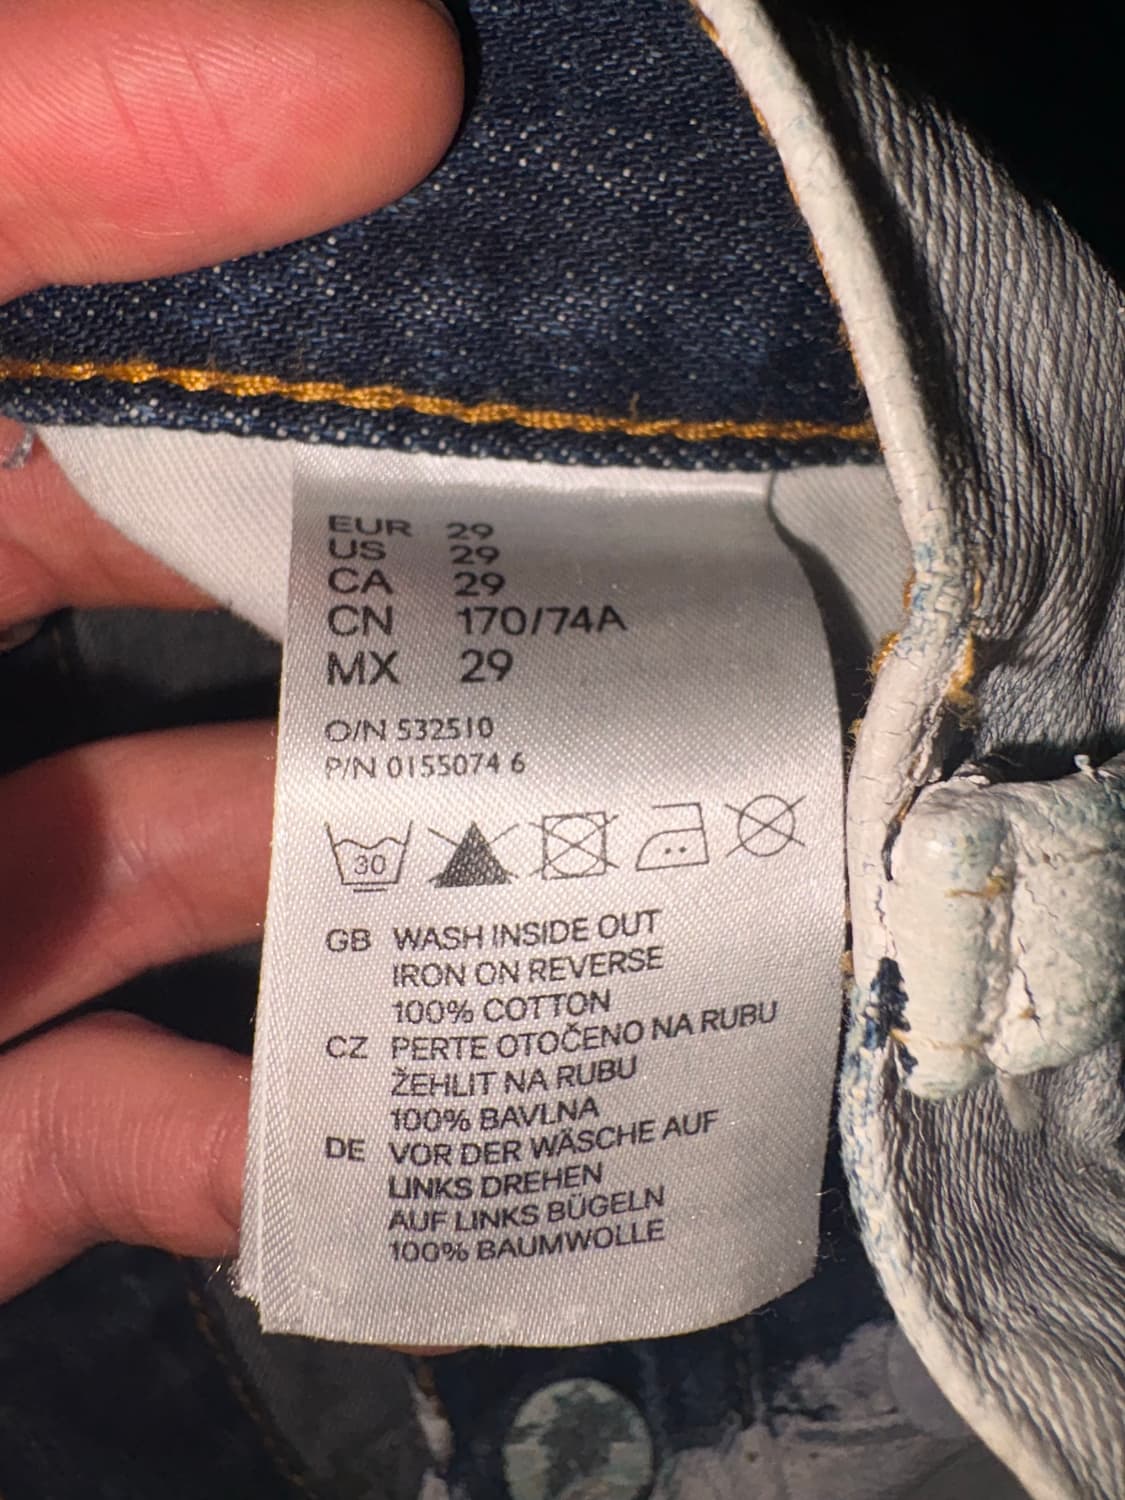 EUR 29
US 29
CA 29
CN 170/74A
MX 29
O/N 532510
P/N 0155074 6
30
GB WASH INSIDE OUT
IRON ON REVERSE
100% COTTON
CZ PERTE OTOČENO NA RUBU
ŽEHLIT NA RUBU
100% BAVLNA
DE VOR DER WÄSCHE AUF
LINKS DREHEN
AUF LINKS BÜGELN
100% BAUMWOLLE